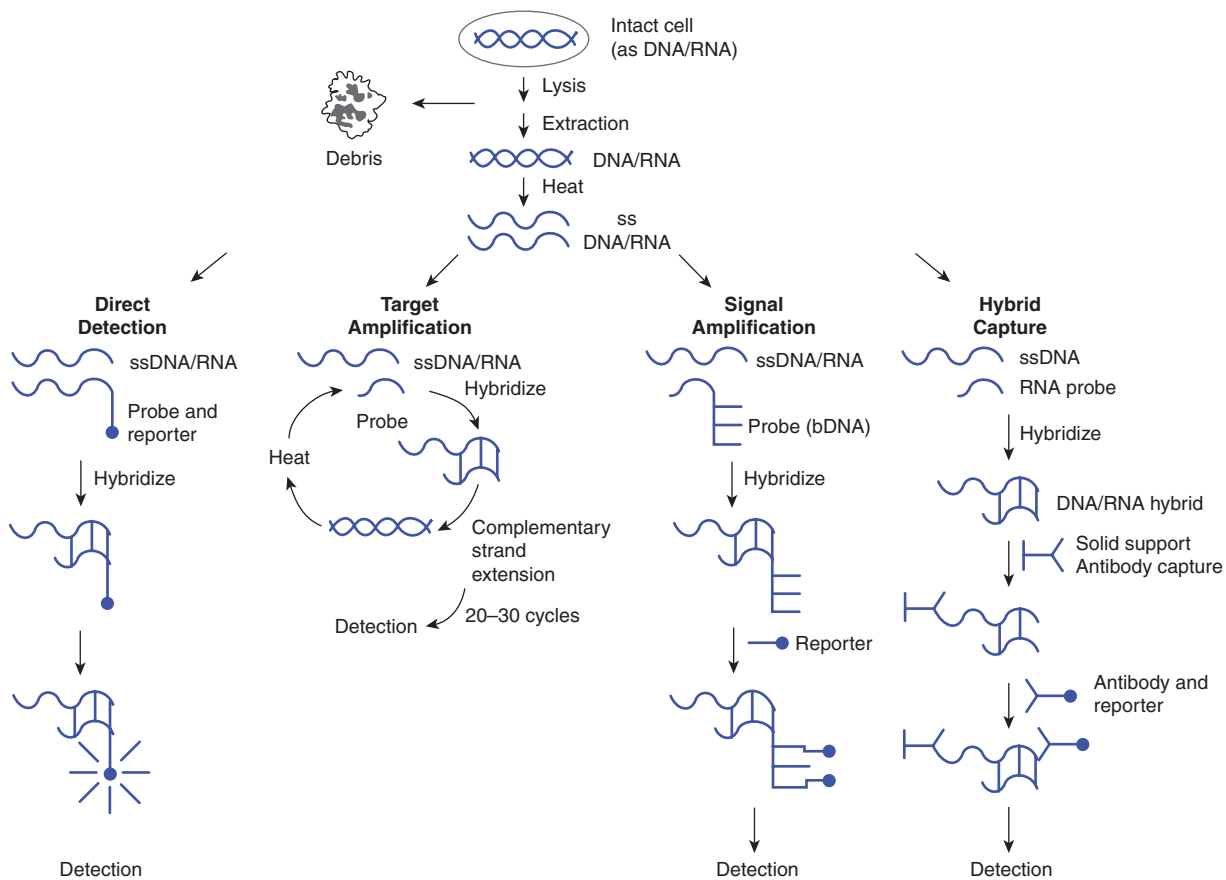 Intact cell
(as DNA/RNA)
Lysis
Extraction
Debris
DNA/RNA
Heat
ss
DNA/RNA
Direct
Detection
ssDNA/RNA
Probe and
reporter
Hybridize
Detection
Target
Amplification
ssDNA/RNA
Hybridize
Probe
Heat
Complementary
strand
extension
20–30 cycles
Detection
Signal
Amplification
ssDNA/RNA
Probe (bDNA)
Hybridize
Reporter
Detection
Hybrid
Capture
ssDNA
RNA probe
Hybridize
DNA/RNA hybrid
Solid support
Antibody capture
Antibody and
reporter
Detection